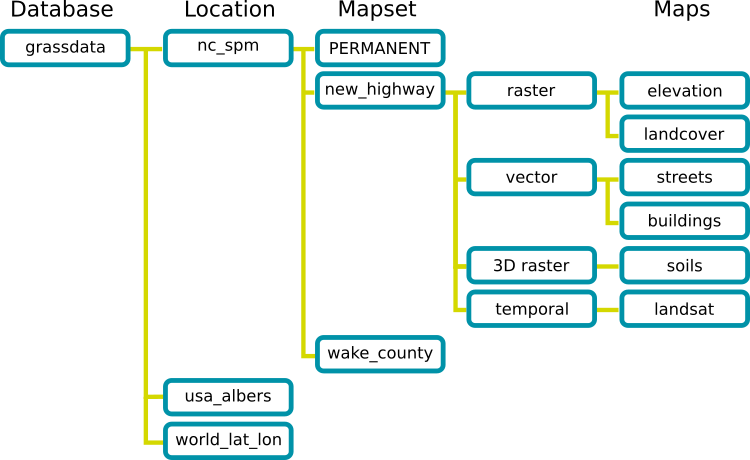 Database Location Mapset Maps
grassdata nc_spm PERMANENT
new_highway raster elevation
landcover
vector streets
buildings
3D raster soils
temporal landsat
wake_county
usa_albers
world_lat_lon